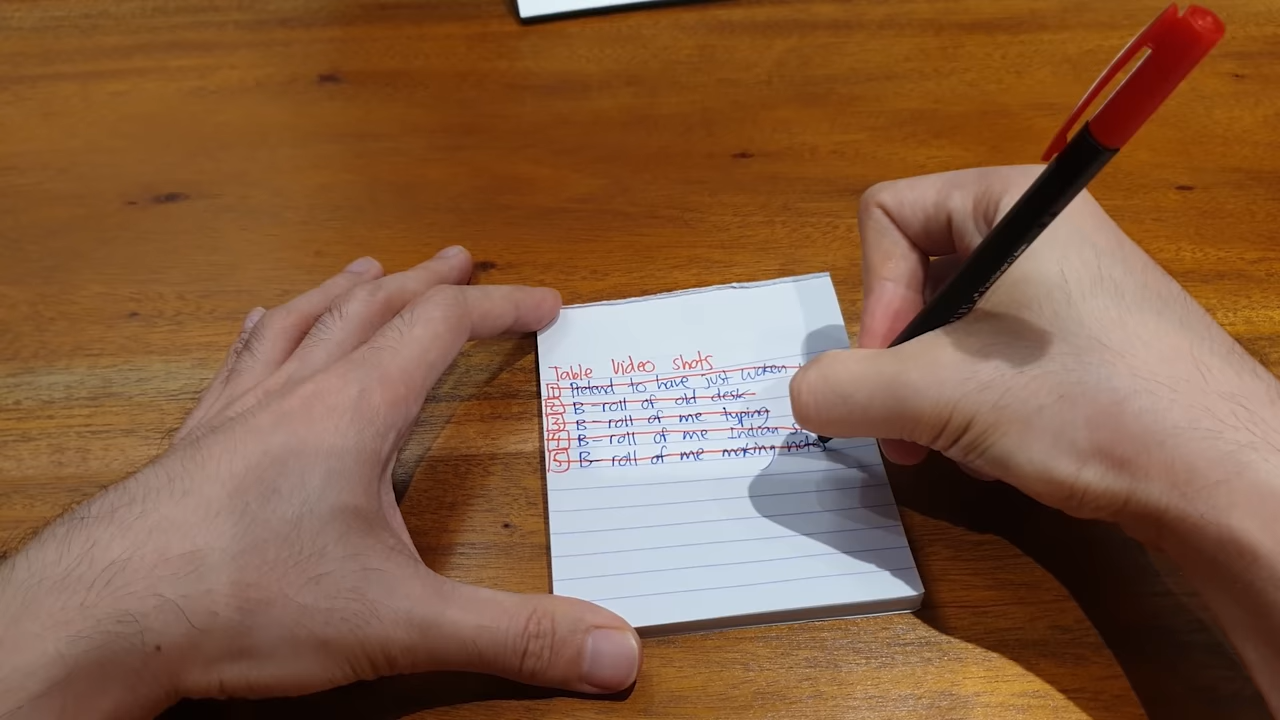 Table Video shots
1 Pretend to have just woken
2 B-roll of old desk
3 B-roll of me typing
4 B-roll of me Indian
5 B-roll of me making notes